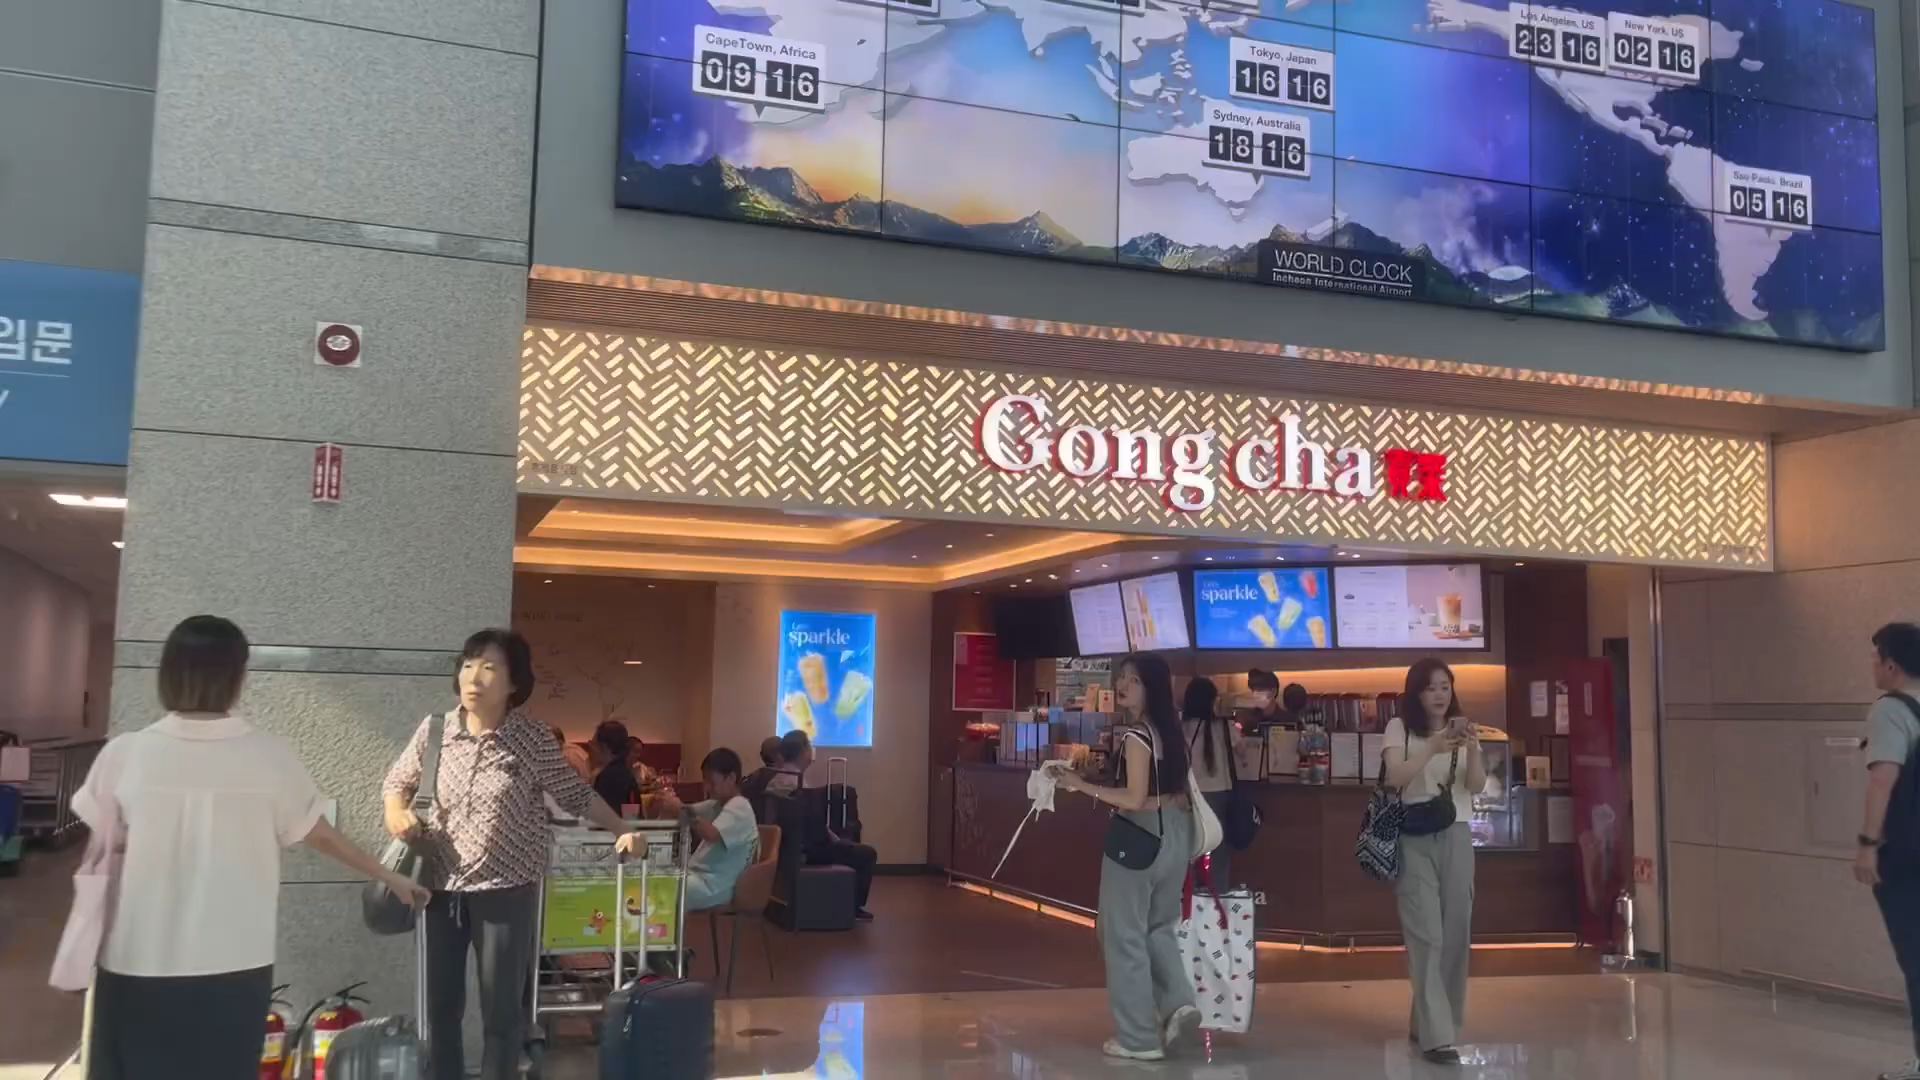 CapeTown, Africa
09 16
Tokyo, Japan
16 16
Sydney, Australia
18 16
Los Angeles, US
23 16
New York, US
02 16
Sao Paulo, Brazil
05 16
WORLD CLOCK
Incheon International Airport
입문
Gong cha
sparkle
sparkle